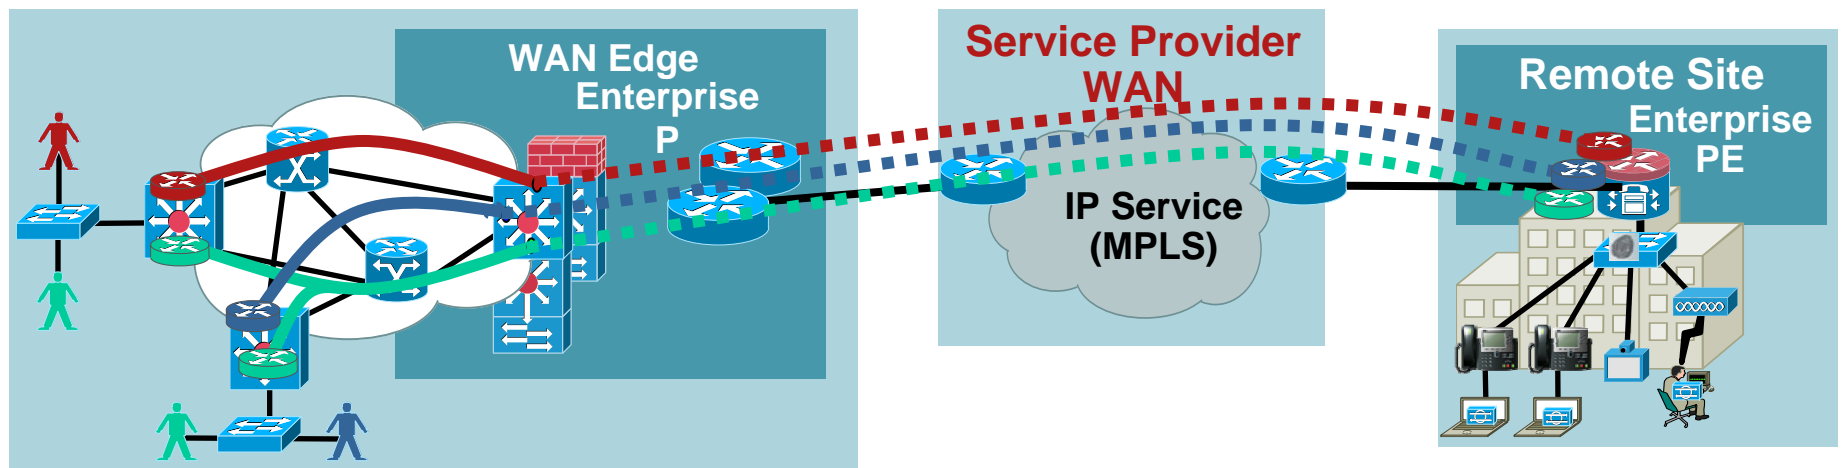 WAN Edge
Enterprise
P
Service Provider
WAN
IP Service
(MPLS)
Remote Site
Enterprise
PE